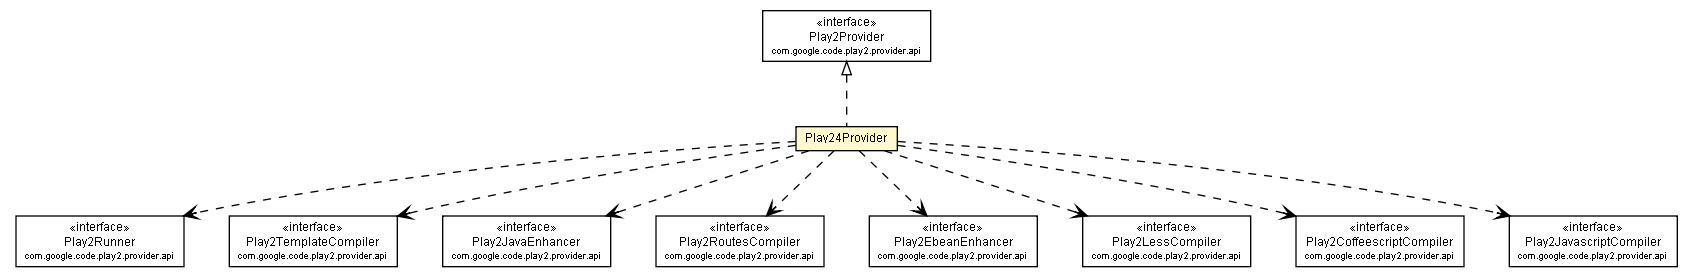 «interface»
Play2Provider
com.google.code.play2.provider.api
Play24Provider
«interface»
Play2Runner
com.google.code.play2.provider.api
«interface»
Play2TemplateCompiler
com.google.code.play2.provider.api
«interface»
Play2JavaEnhancer
com.google.code.play2.provider.api
«interface»
Play2RoutesCompiler
com.google.code.play2.provider.api
«interface»
Play2EbeanEnhancer
com.google.code.play2.provider.api
«interface»
Play2LessCompiler
com.google.code.play2.provider.api
«interface»
Play2CoffeescriptCompiler
com.google.code.play2.provider.api
«interface»
Play2JavascriptCompiler
com.google.code.play2.provider.api